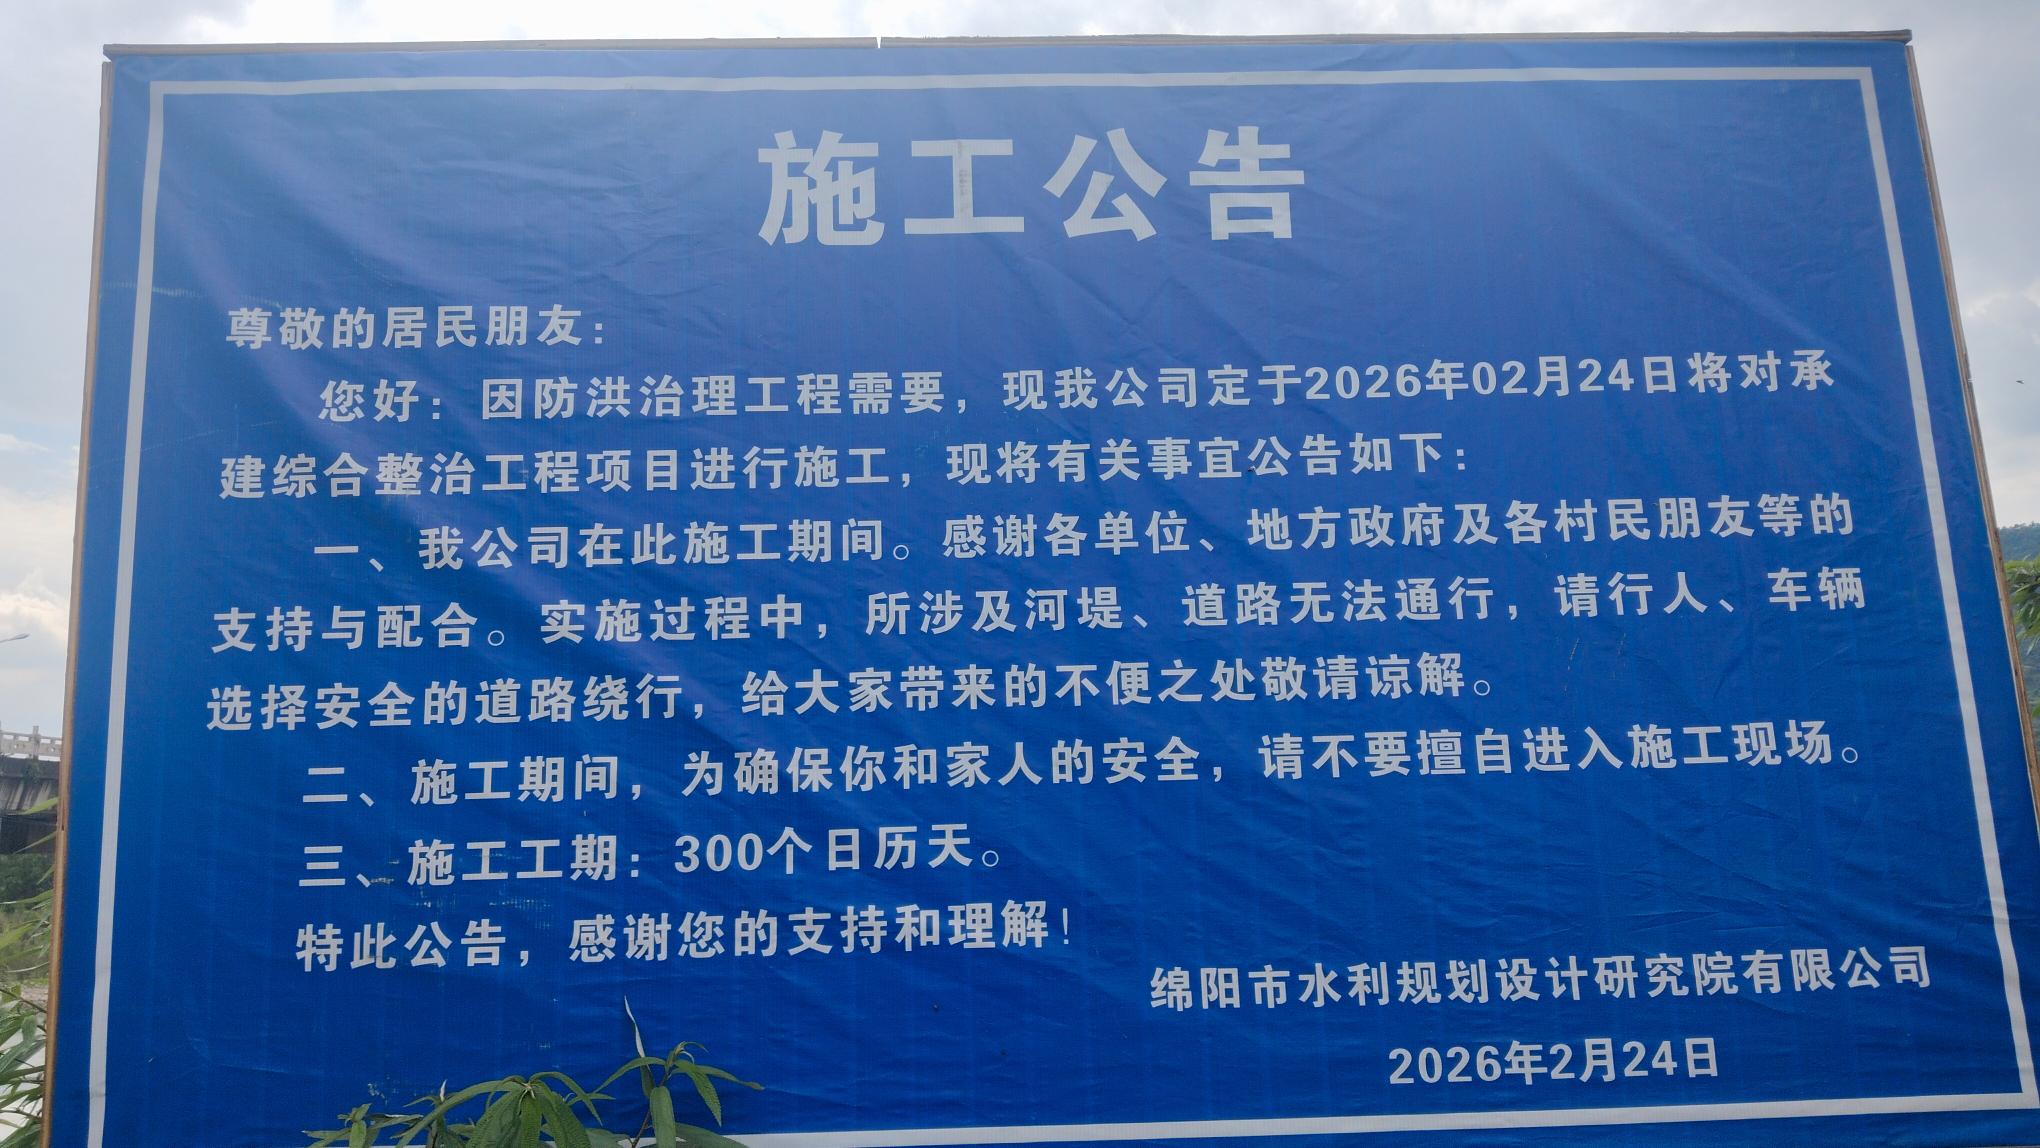 施工公告
尊敬的居民朋友：
您好：因防洪治理工程需要，现我公司定于2026年02月24日将对承
建综合整治工程项目进行施工，现将有关事宜公告如下：
一、我公司在此施工期间。感谢各单位、地方政府及各村民朋友等的
支持与配合。实施过程中，所涉及河堤、道路无法通行，请行人、车辆
选择安全的道路绕行，给大家带来的不便之处敬请谅解。
二、施工期间，为确保你和家人的安全，请不要擅自进入施工现场。
三、施工工期：300个日历天。
特此公告，感谢您的支持和理解！
绵阳市水利规划设计研究院有限公司
2026年2月24日